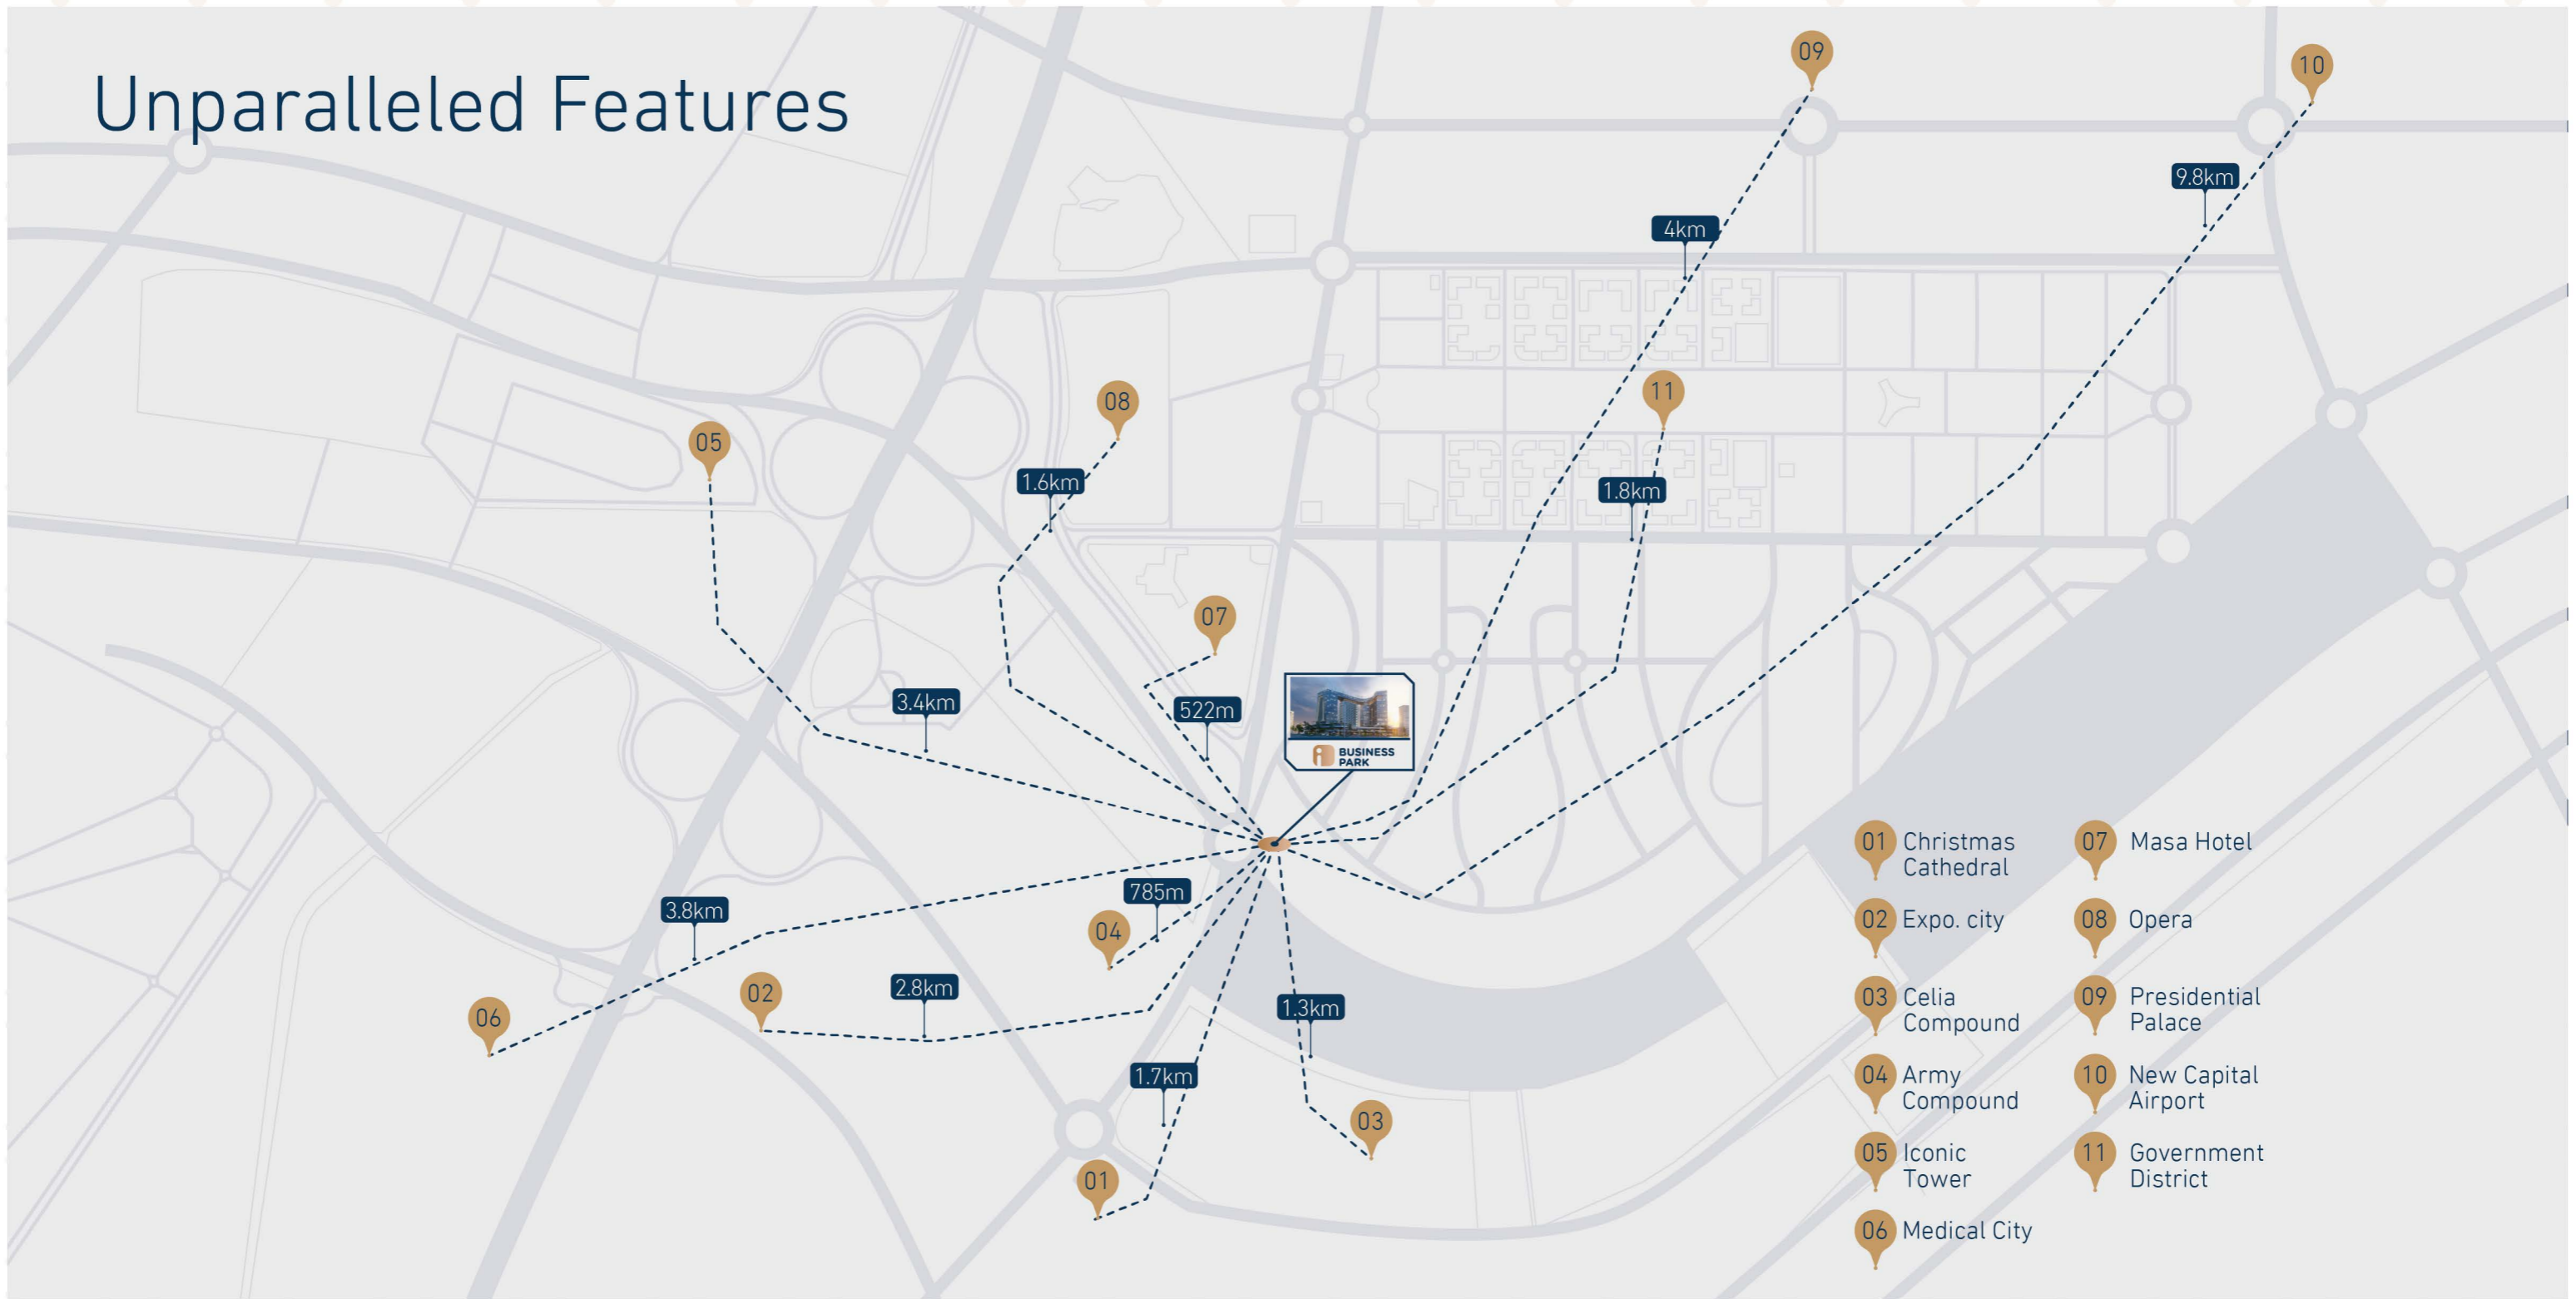 Unparalleled Features
09
10
9.8km
4km
11
08
05
1.6km
1.8km
07
3.4km
522m
BUSINESS
PARK
785m
3.8km
04
2.8km
02
06
1.3km
1.7km
03
01
01 Christmas
Cathedral
02 Expo. city
03 Celia
Compound
04 Army
Compound
05 Iconic
Tower
06 Medical City
07 Masa Hotel
08 Opera
09 Presidential
Palace
10 New Capital
Airport
11 Government
District